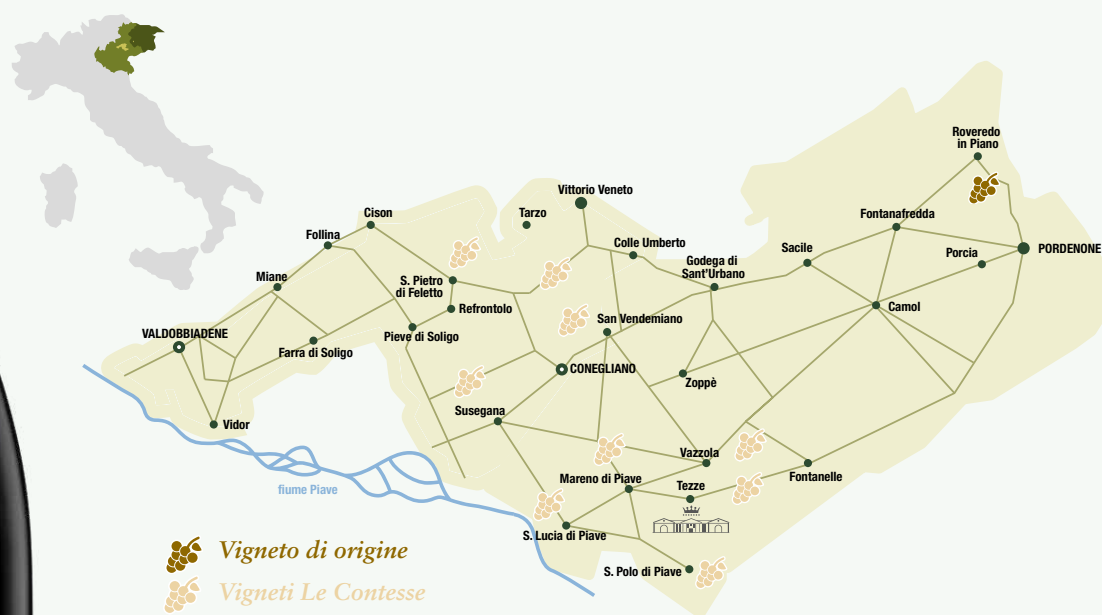 Roveredo
in Piano
Vittorio Veneto
Cison
Tarzo
Fontanafredda
Follina
Colle Umberto
Sacile
PORDENONE
Porcia
Godega di
Sant'Urbano
Miane
S. Pietro
di Feletto
Refrontolo
Camol
San Vendemiano
VALDOBBIADENE
Pieve di Soligo
Farra di Soligo
CONEGLIANO
Zoppè
Susegana
Vidor
Vazzola
Mareno di Piave
Fontanelle
Tezze
fiume Piave
S. Lucia di Piave
S. Polo di Piave
Vigneto di origine
Vigneti Le Contesse